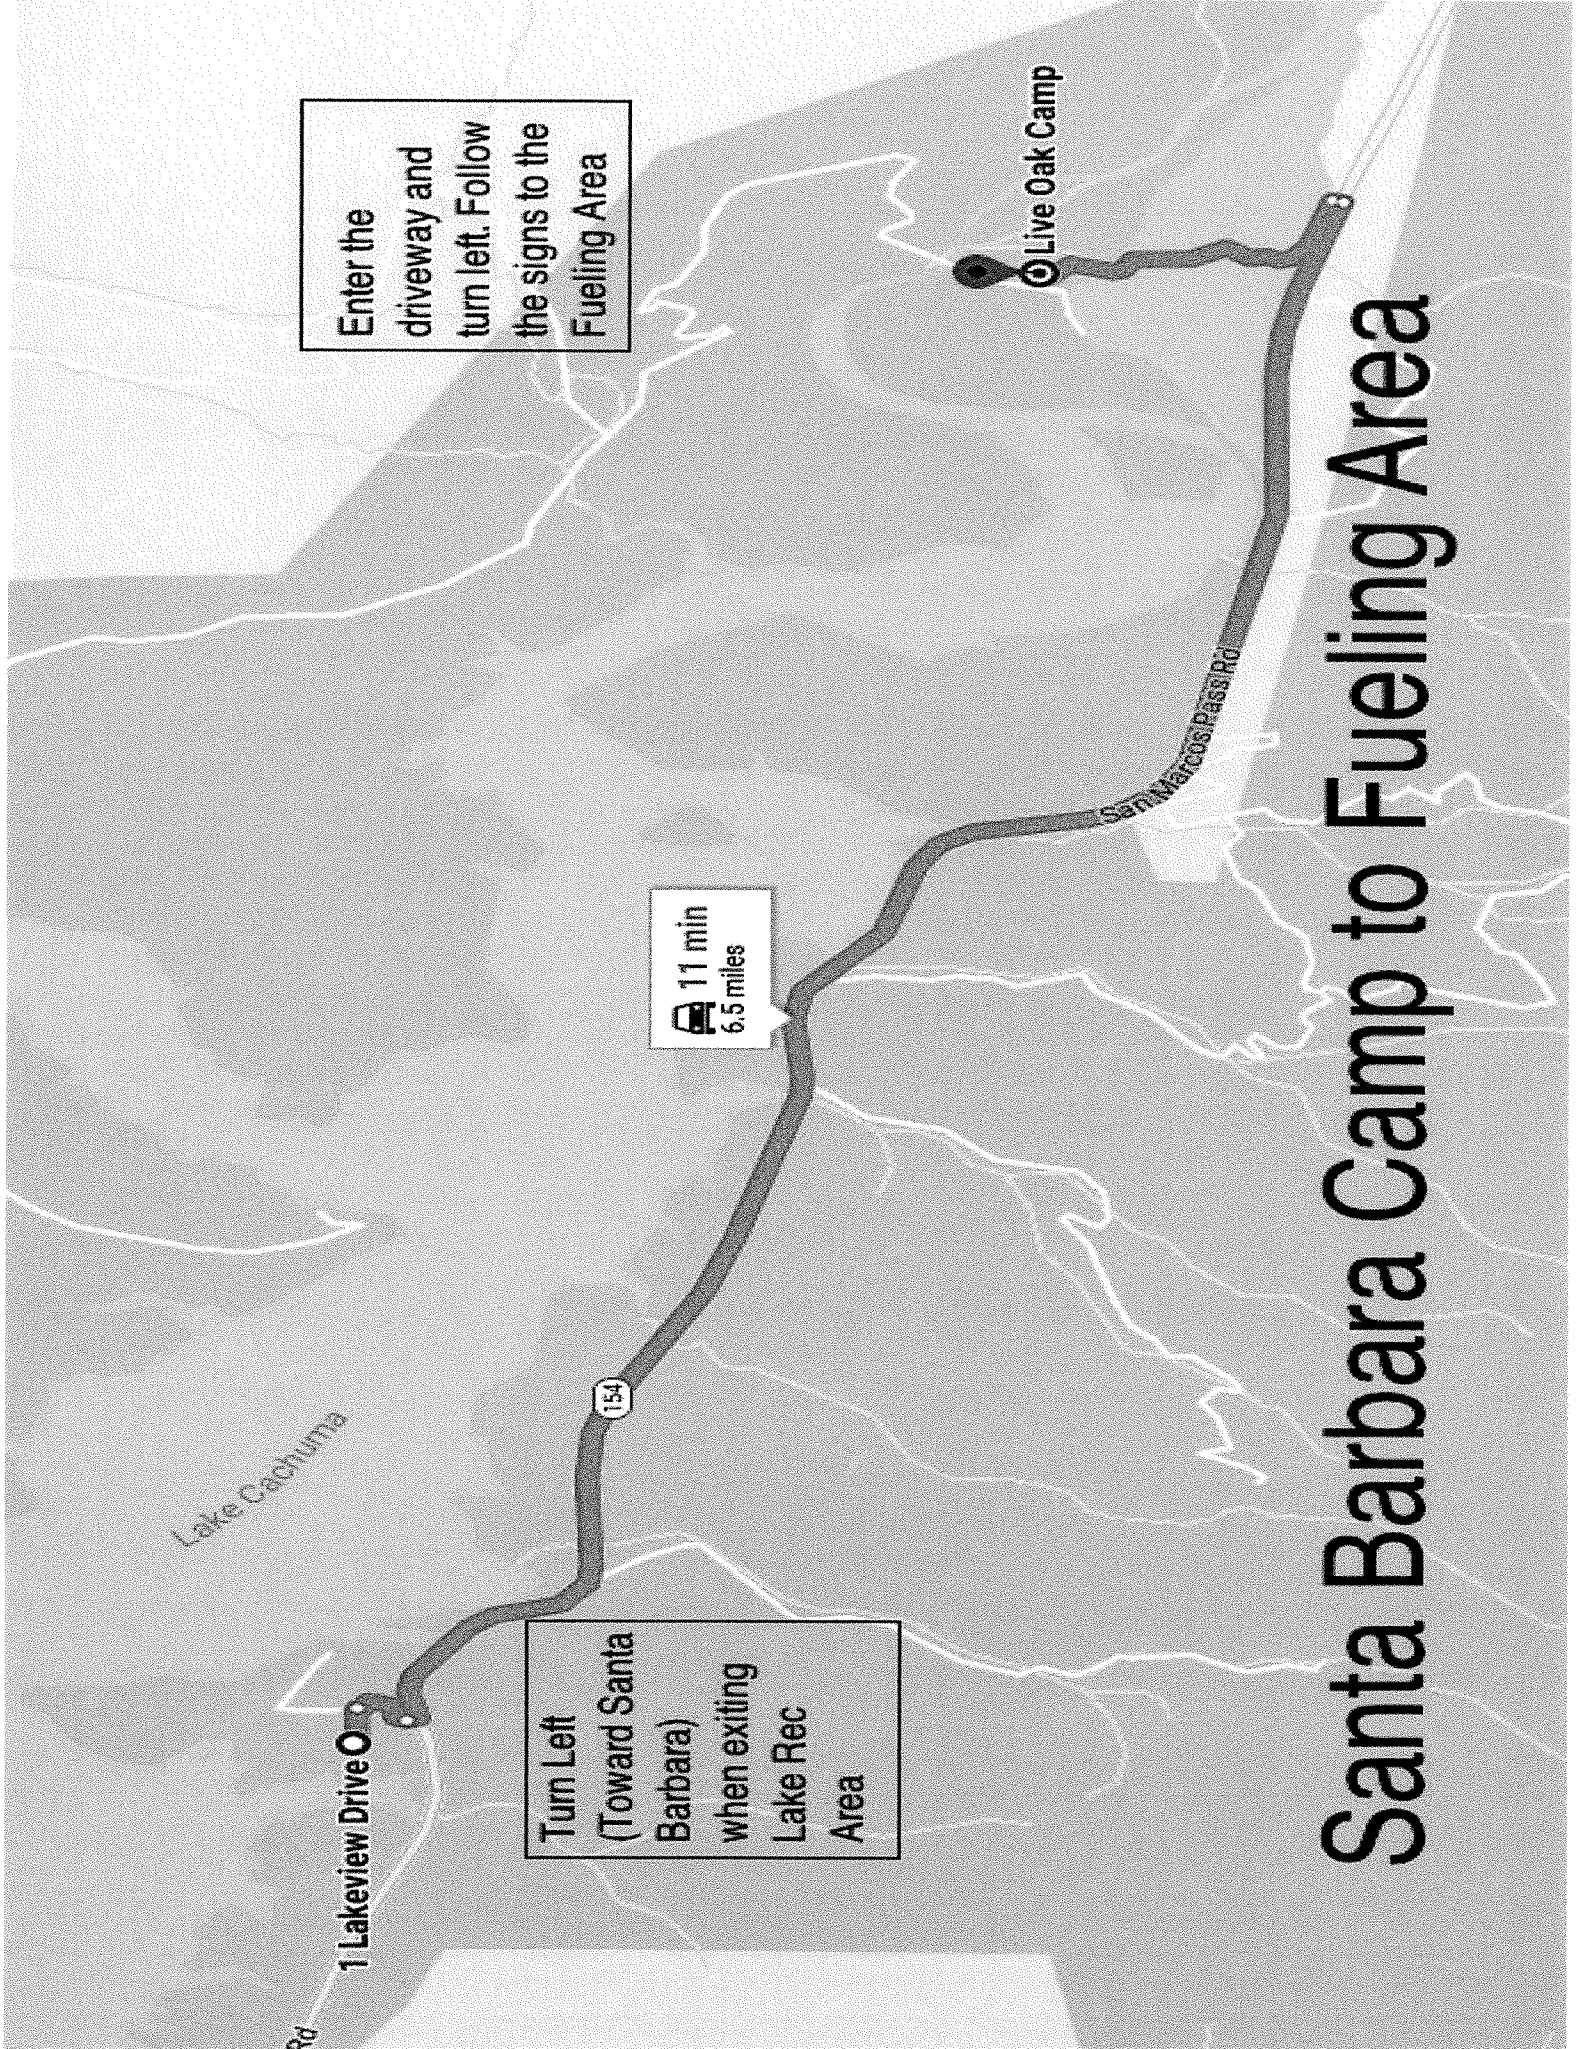 Enter the
driveway and
turn left. Follow
the signs to the
Fueling Area
Live Oak Camp
11 min
6.5 miles
San Marcos Pass Rd
154
Lake Cachuma
1 Lakeview Drive
Rd
Turn Left
(Toward Santa
Barbara)
when exiting
Lake Rec
Area
Santa Barbara Camp to Fueling Area